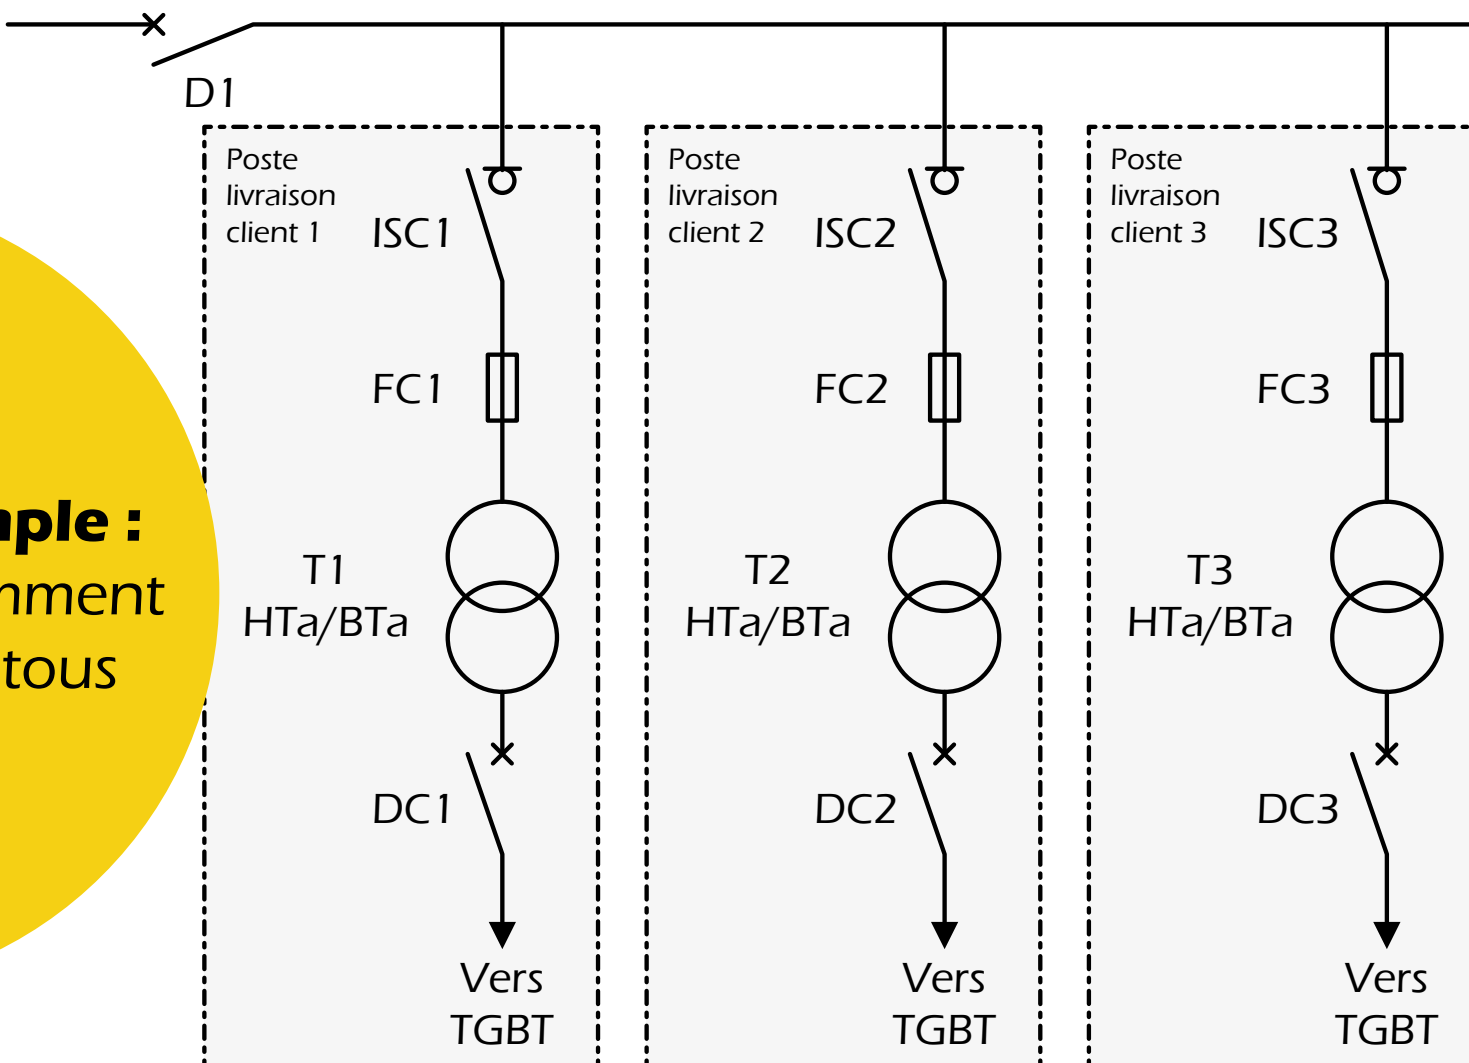 D1
Poste
livraison
client 1
ISC1
FC1
T1
HTa/BTa
DC1
Vers
TGBT
Poste
livraison
client 2
ISC2
FC2
T2
HTa/BTa
DC2
Vers
TGBT
Poste
livraison
client 3
ISC3
FC3
T3
HTa/BTa
DC3
Vers
TGBT
tous